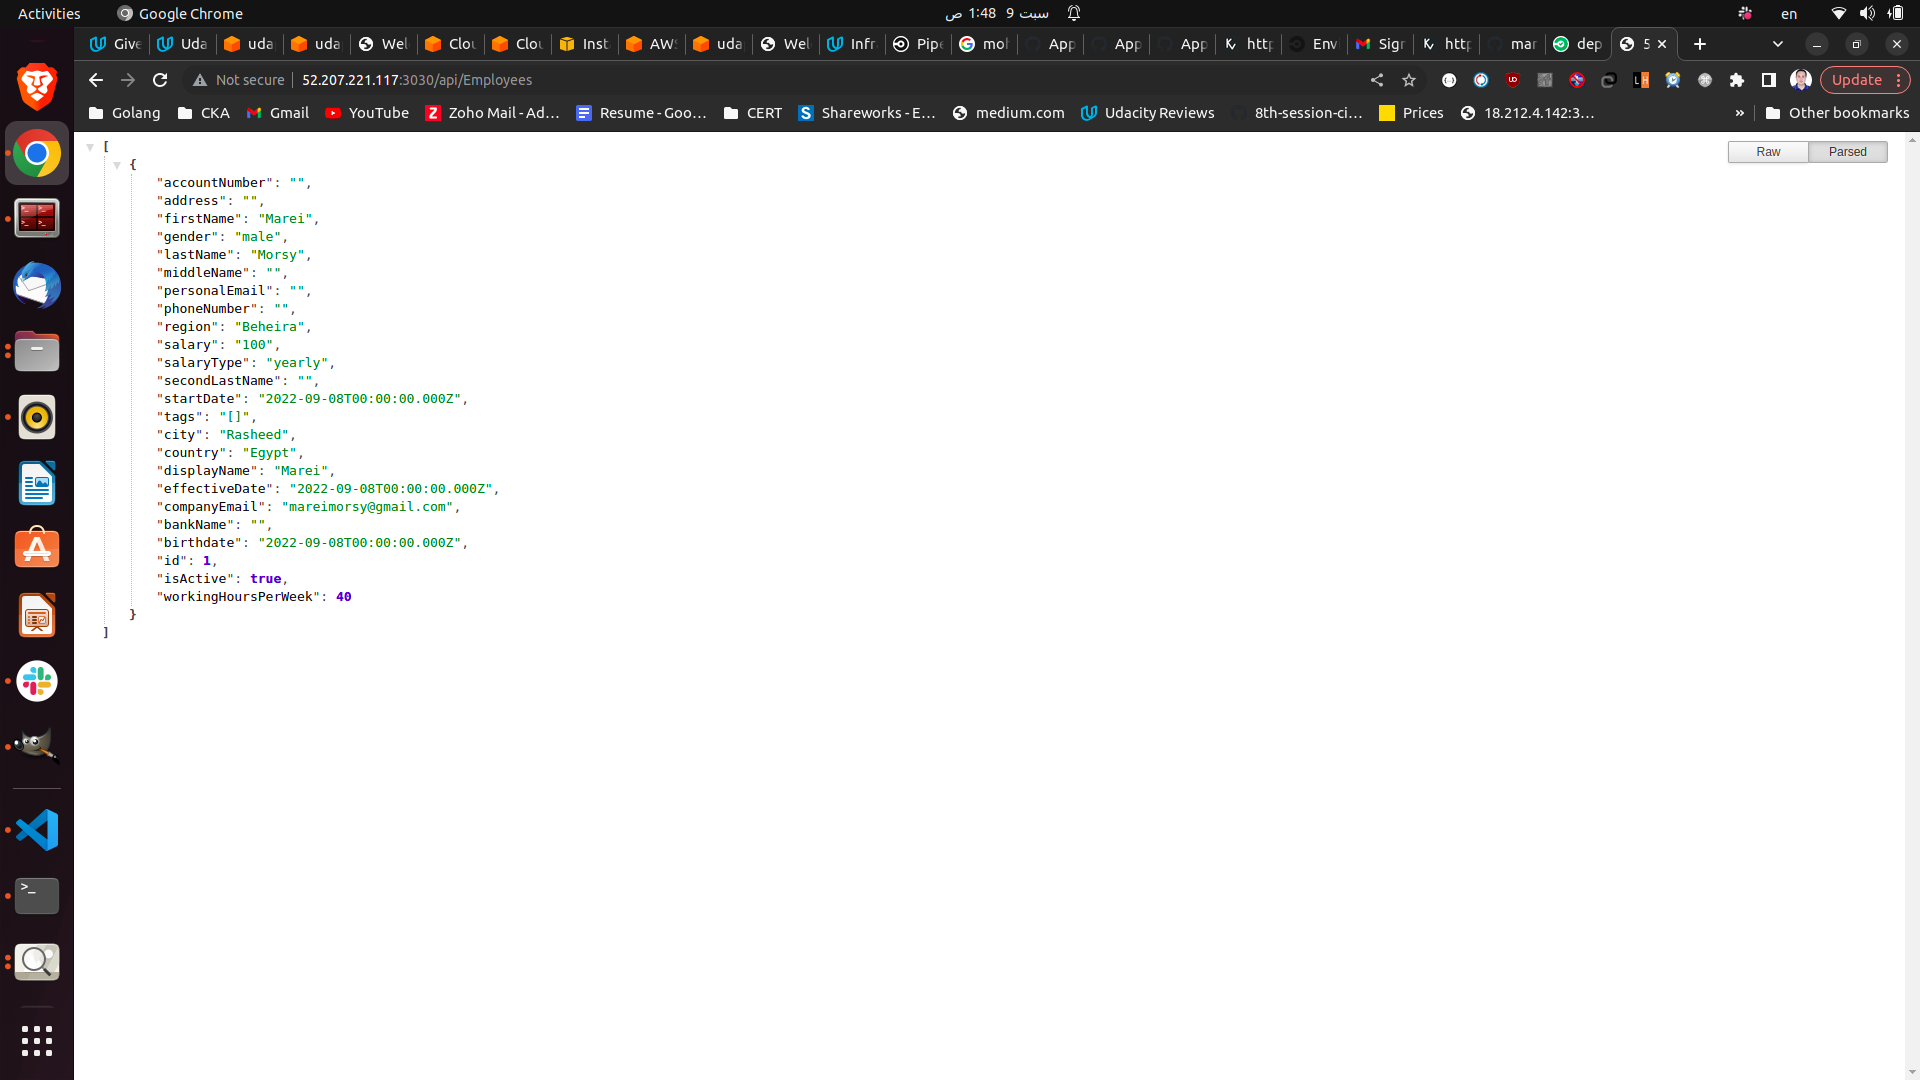 Activities Google Chrome سبت 9 1:48 ص en
Give Uda uda uda Wel Clou Clou Inst AWS uda Wel Infr Pipe moh App App App http Env Sign http mar dep 5
Not secure 52.207.221.117:3030/api/Employees Update
Golang CKA Gmail YouTube Zoho Mail - Ad… Resume - Goo… CERT Shareworks - E… medium.com Udacity Reviews 8th-session-ci… Prices 18.212.4.142:3… » Other bookmarks
Raw Parsed
[
{
"accountNumber": "",
"address": "",
"firstName": "Marei",
"gender": "male",
"lastName": "Morsy",
"middleName": "",
"personalEmail": "",
"phoneNumber": "",
"region": "Beheira",
"salary": "100",
"salaryType": "yearly",
"secondLastName": "",
"startDate": "2022-09-08T00:00:00.000Z",
"tags": "[]",
"city": "Rasheed",
"country": "Egypt",
"displayName": "Marei",
"effectiveDate": "2022-09-08T00:00:00.000Z",
"companyEmail": "mareimorsy@gmail.com",
"bankName": "",
"birthdate": "2022-09-08T00:00:00.000Z",
"id": 1,
"isActive": true,
"workingHoursPerWeek": 40
}
]